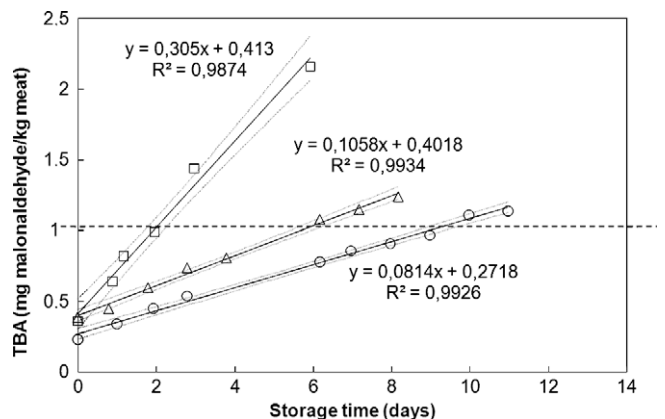 TBA (mg malonaldehyde/kg meat)
2.5
2
1.5
1
0.5
0
y = 0,305x + 0,413
R² = 0,9874
y = 0,1058x + 0,4018
R² = 0,9934
y = 0,0814x + 0,2718
R² = 0,9926
0 2 4 6 8 10 12 14
Storage time (days)